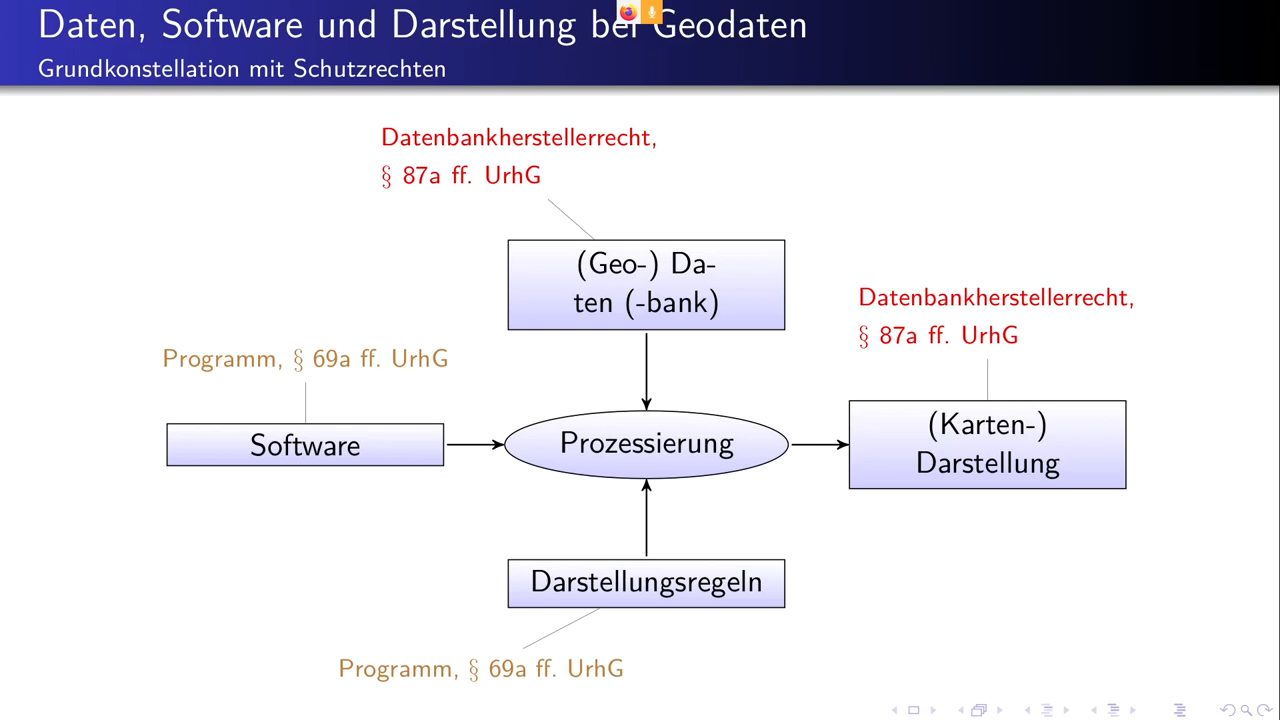 Daten, Software und Darstellung bei Geodaten
Grundkonstellation mit Schutzrechten
Datenbankherstellerrecht,
§ 87a ff. UrhG
(Geo-) Da-
ten (-bank)
Datenbankherstellerrecht,
§ 87a ff. UrhG
Programm, § 69a ff. UrhG
(Karten-)
Darstellung
Software
Prozessierung
Darstellungsregeln
Programm, § 69a ff. UrhG